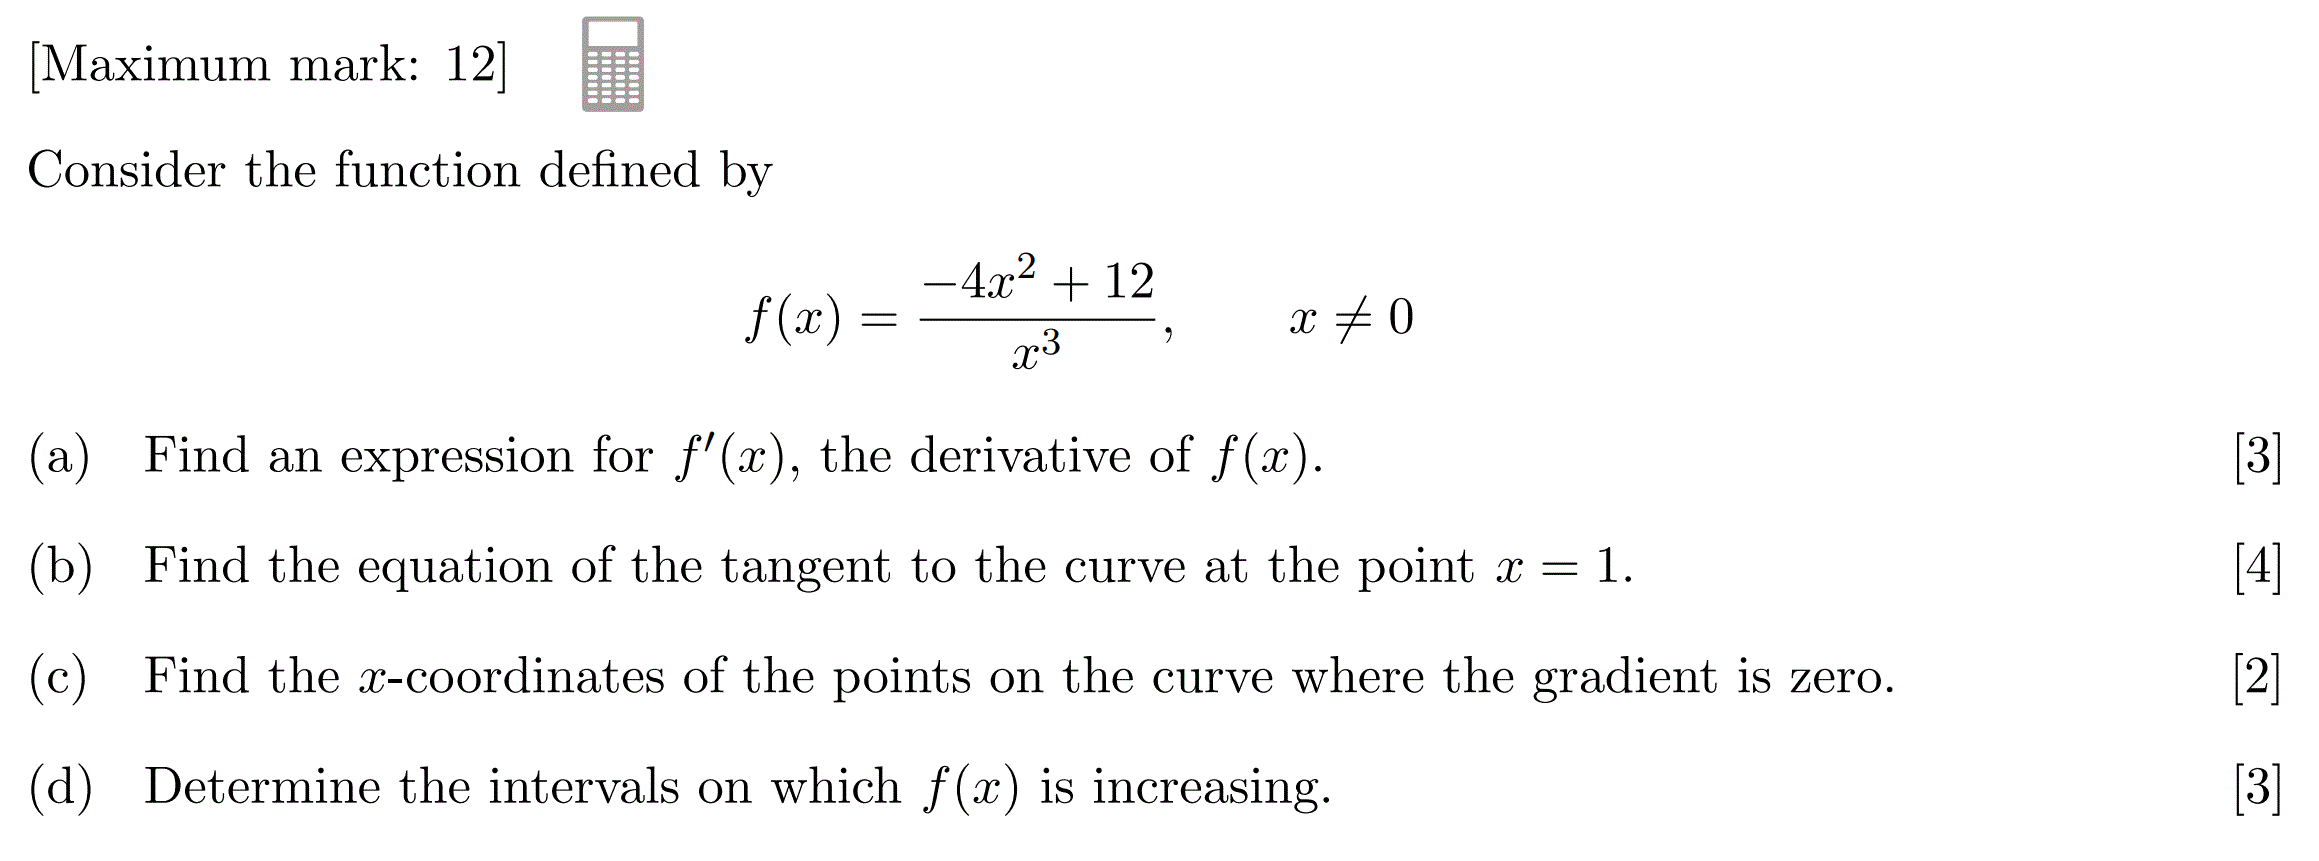 [Maximum mark: 12]
Consider the function defined by
f(x) = \frac{-4x^2 + 12}{x^3}, x ≠ 0
(a) Find an expression for f′(x), the derivative of f(x). [3]
(b) Find the equation of the tangent to the curve at the point x = 1. [4]
(c) Find the x-coordinates of the points on the curve where the gradient is zero. [2]
(d) Determine the intervals on which f(x) is increasing. [3]